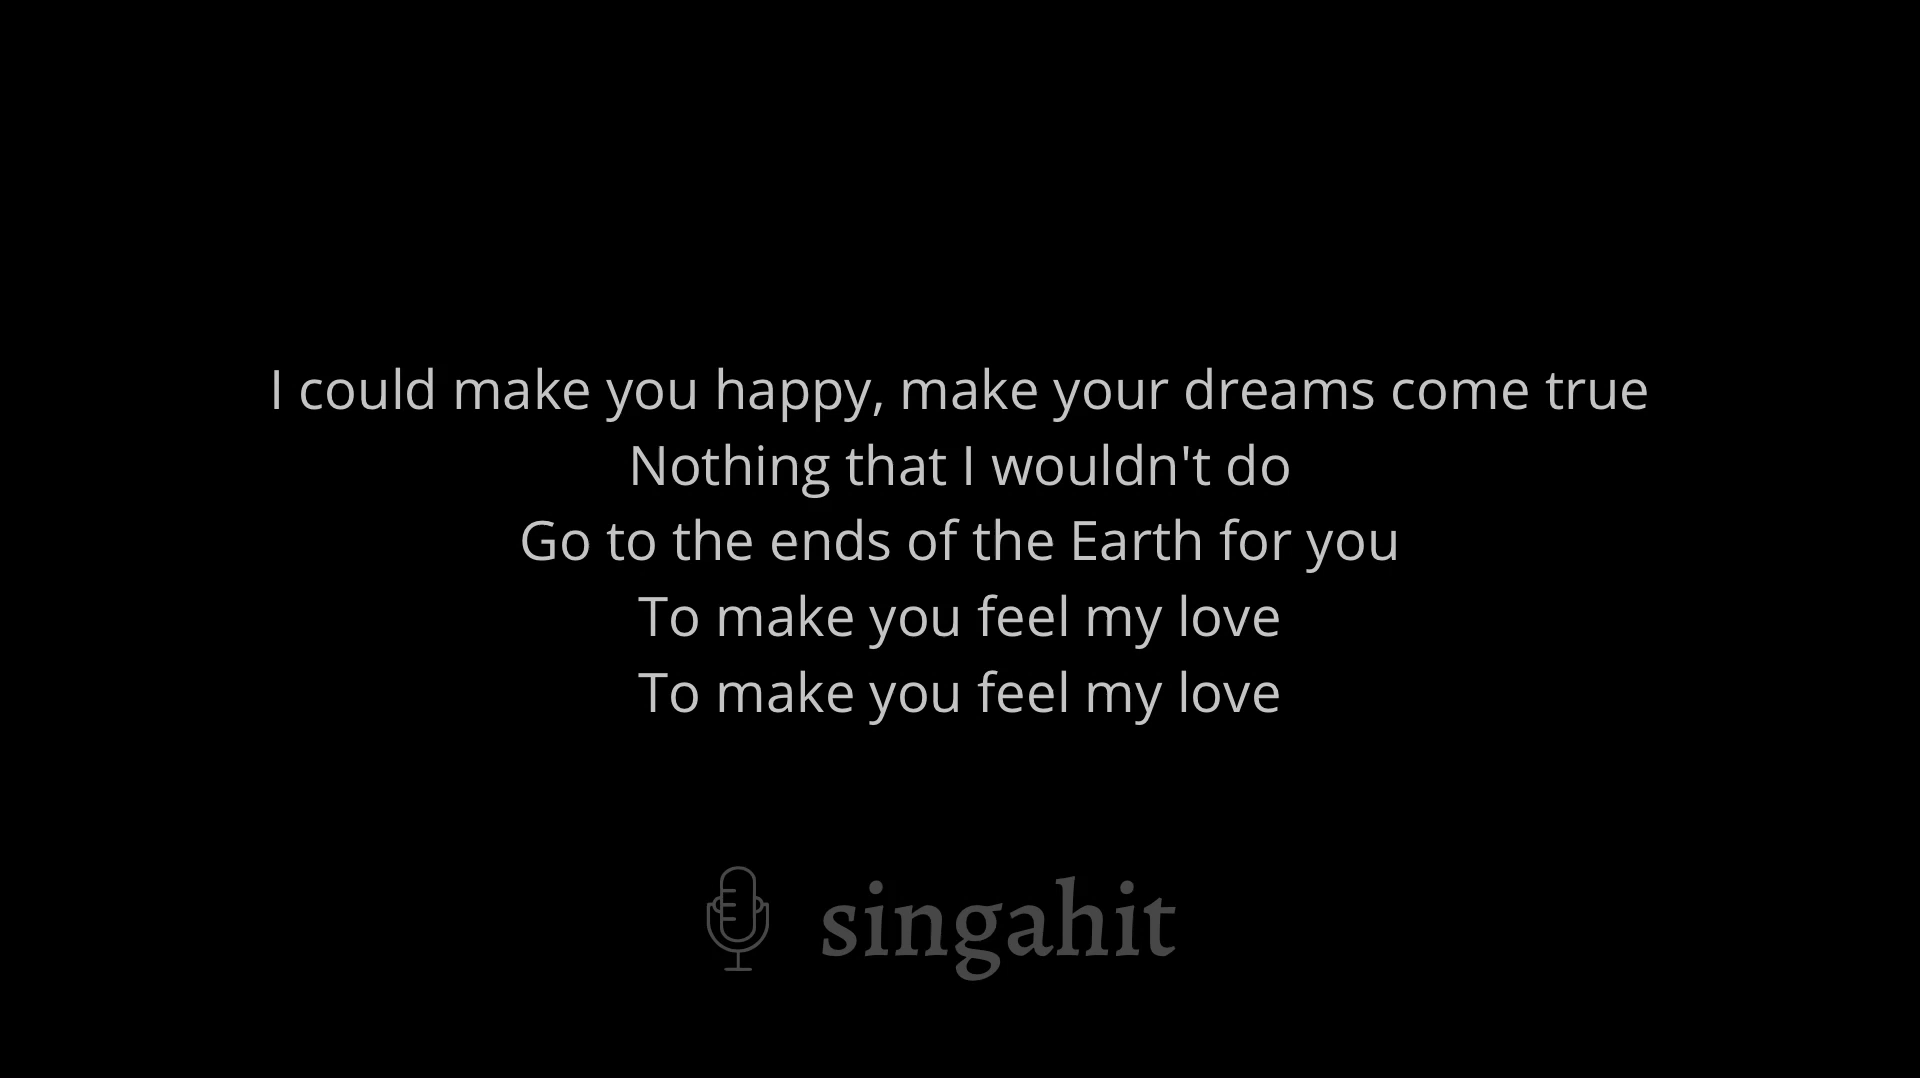 I could make you happy, make your dreams come true
Nothing that I wouldn't do
Go to the ends of the Earth for you
To make you feel my love
To make you feel my love
singahit